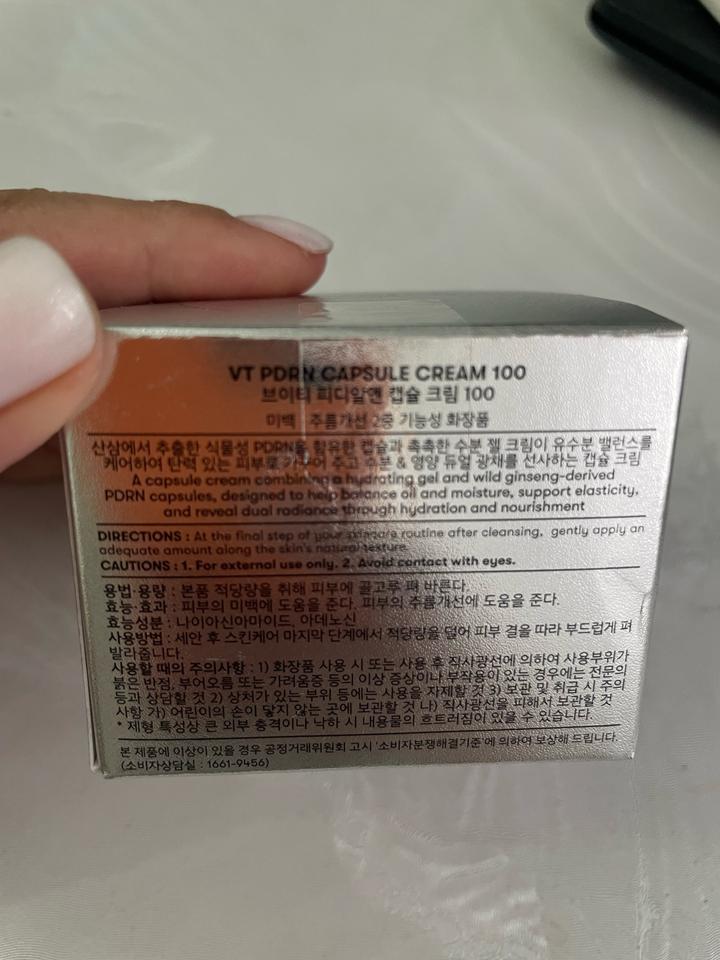 VT PDRN CAPSULE CREAM 100
브이티 피디알엔 캡슐 크림 100
미백 주름개선 2중 기능성 화장품
산삼에서 추출한 식물성 PDRN을 함유한 캡슐과 촉촉한 수분 젤 크림이 유수분 밸런스를
케어하여 탄력 있는 피부로 가꾸어 주고 수분 & 영양 듀얼 광채를 선사하는 캡슐 크림
A capsule cream combining a hydrating gel and wild ginseng-derived
PDRN capsules, designed to help balance oil and moisture, support elasticity,
and reveal dual radiance through hydration and nourishment
DIRECTIONS : At the final step of your skincare routine after cleansing, gently apply an
adequate amount along the skin's natural texture.
CAUTIONS : 1. For external use only. 2. Avoid contact with eyes.
용법·용량 : 본품 적당량을 취해 피부에 골고루 펴 바른다.
효능·효과 : 피부의 미백에 도움을 준다. 피부의 주름개선에 도움을 준다.
효능성분 : 나이아신아마이드, 아데노신
사용방법 : 세안 후 스킨케어 마지막 단계에서 적당량을 덜어 피부 결을 따라 부드럽게 펴
발라줍니다.
사용할 때의 주의사항 : 1) 화장품 사용 시 또는 사용 후 직사광선에 의하여 사용부위가
붉은 반점, 부어오름 또는 가려움증 등의 이상 증상이나 부작용이 있는 경우에는 전문의
등과 상담할 것 2) 상처가 있는 부위 등에는 사용을 자제할 것 3) 보관 및 취급 시 주의
사항 가) 어린이의 손이 닿지 않는 곳에 보관할 것 나) 직사광선을 피해서 보관할 것
* 제형 특성상 큰 외부 충격이나 낙하 시 내용물의 흐트러짐이 있을 수 있습니다.
본 제품에 이상이 있을 경우 공정거래위원회 고시 '소비자분쟁해결기준'에 의하여 보상해 드립니다.
(소비자상담실 : 1661-9456)